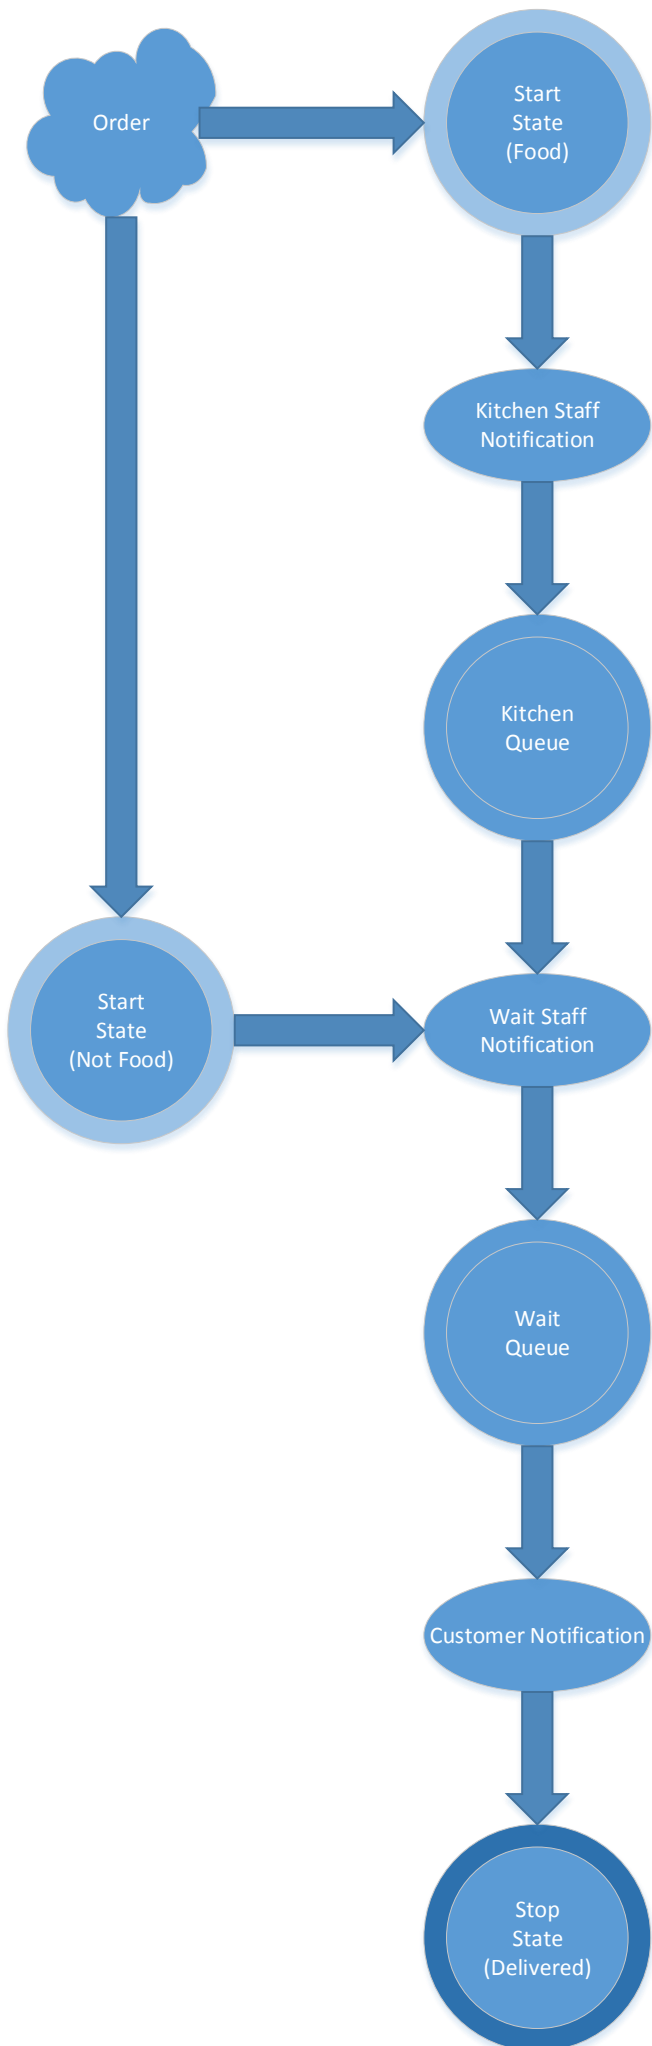 Order
Start
State
(Food)
Kitchen Staff
Notification
Kitchen
Queue
Start
State
(Not Food)
Wait Staff
Notification
Wait
Queue
Customer Notification
Stop
State
(Delivered)